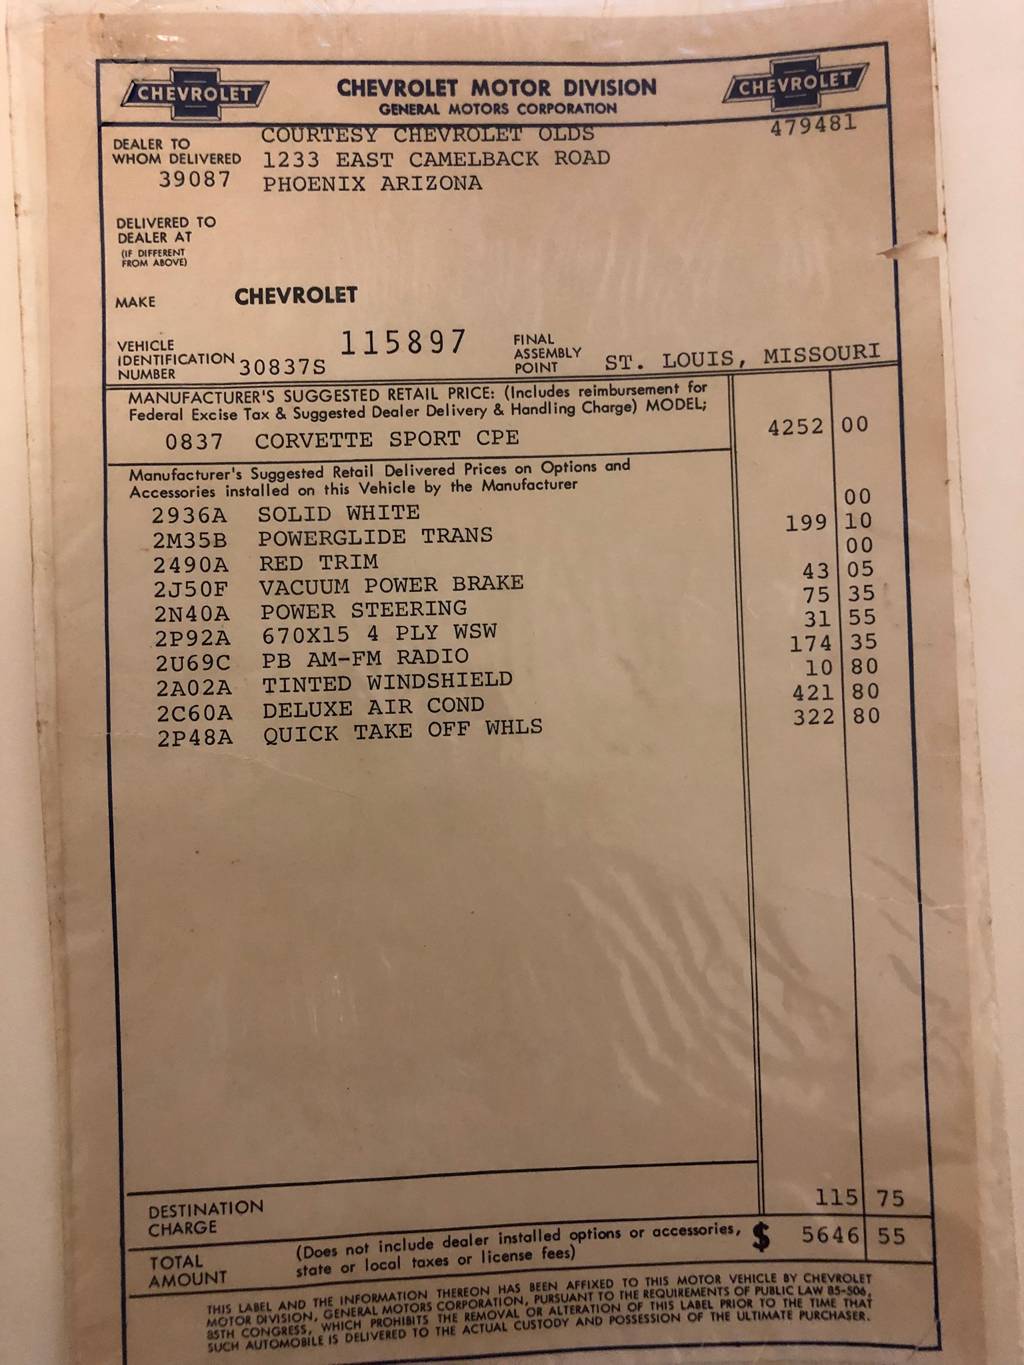 CHEVROLET
CHEVROLET MOTOR DIVISION
GENERAL MOTORS CORPORATION
CHEVROLET
479481
DEALER TO
WHOM DELIVERED
39087
COURTESY CHEVROLET OLDS
1233 EAST CAMELBACK ROAD
PHOENIX ARIZONA
DELIVERED TO
DEALER AT
(IF DIFFERENT
FROM ABOVE)
MAKE CHEVROLET
VEHICLE
IDENTIFICATION
NUMBER
30837S 115897
FINAL
ASSEMBLY
POINT
ST. LOUIS, MISSOURI
MANUFACTURER'S SUGGESTED RETAIL PRICE: (Includes reimbursement for
Federal Excise Tax & Suggested Dealer Delivery & Handling Charge) MODEL;
0837 CORVETTE SPORT CPE 4252 00
Manufacturer's Suggested Retail Delivered Prices on Options and
Accessories installed on this Vehicle by the Manufacturer
2936A SOLID WHITE 00
2M35B POWERGLIDE TRANS 199 10
2490A RED TRIM 00
2J50F VACUUM POWER BRAKE 43 05
2N40A POWER STEERING 75 35
2P92A 670X15 4 PLY WSW 31 55
2U69C PB AM-FM RADIO 174 35
2A02A TINTED WINDSHIELD 10 80
2C60A DELUXE AIR COND 421 80
2P48A QUICK TAKE OFF WHLS 322 80
DESTINATION
CHARGE
115 75
TOTAL
AMOUNT
(Does not include dealer installed options or accessories,
state or local taxes or license fees)
$ 5646 55
THIS LABEL AND THE INFORMATION THEREON HAS BEEN AFFIXED TO THIS MOTOR VEHICLE BY CHEVROLET
MOTOR DIVISION, GENERAL MOTORS CORPORATION, PURSUANT TO THE REQUIREMENTS OF PUBLIC LAW 85-506,
85TH CONGRESS, WHICH PROHIBITS THE REMOVAL OR ALTERATION OF THIS LABEL PRIOR TO THE TIME THAT
SUCH AUTOMOBILE IS DELIVERED TO THE ACTUAL CUSTODY AND POSSESSION OF THE ULTIMATE PURCHASER.